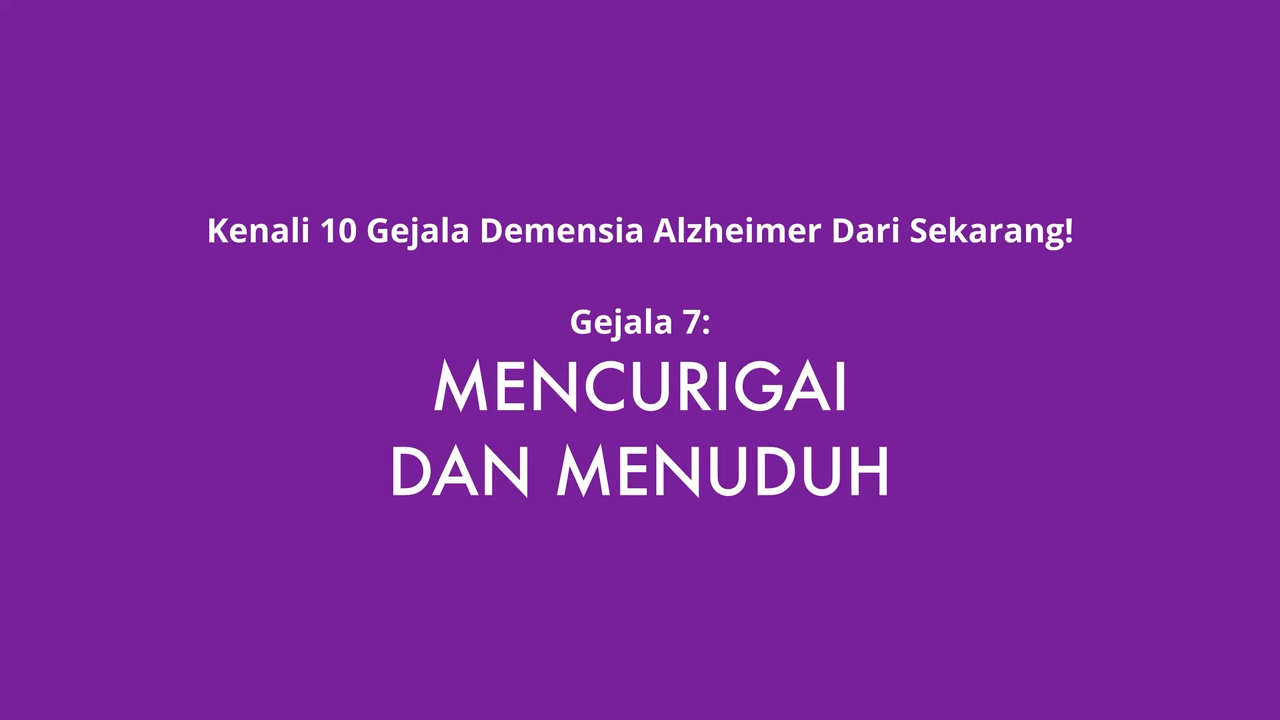 Kenali 10 Gejala Demensia Alzheimer Dari Sekarang!
Gejala 7:
MENCURIGAI
DAN MENUDUH